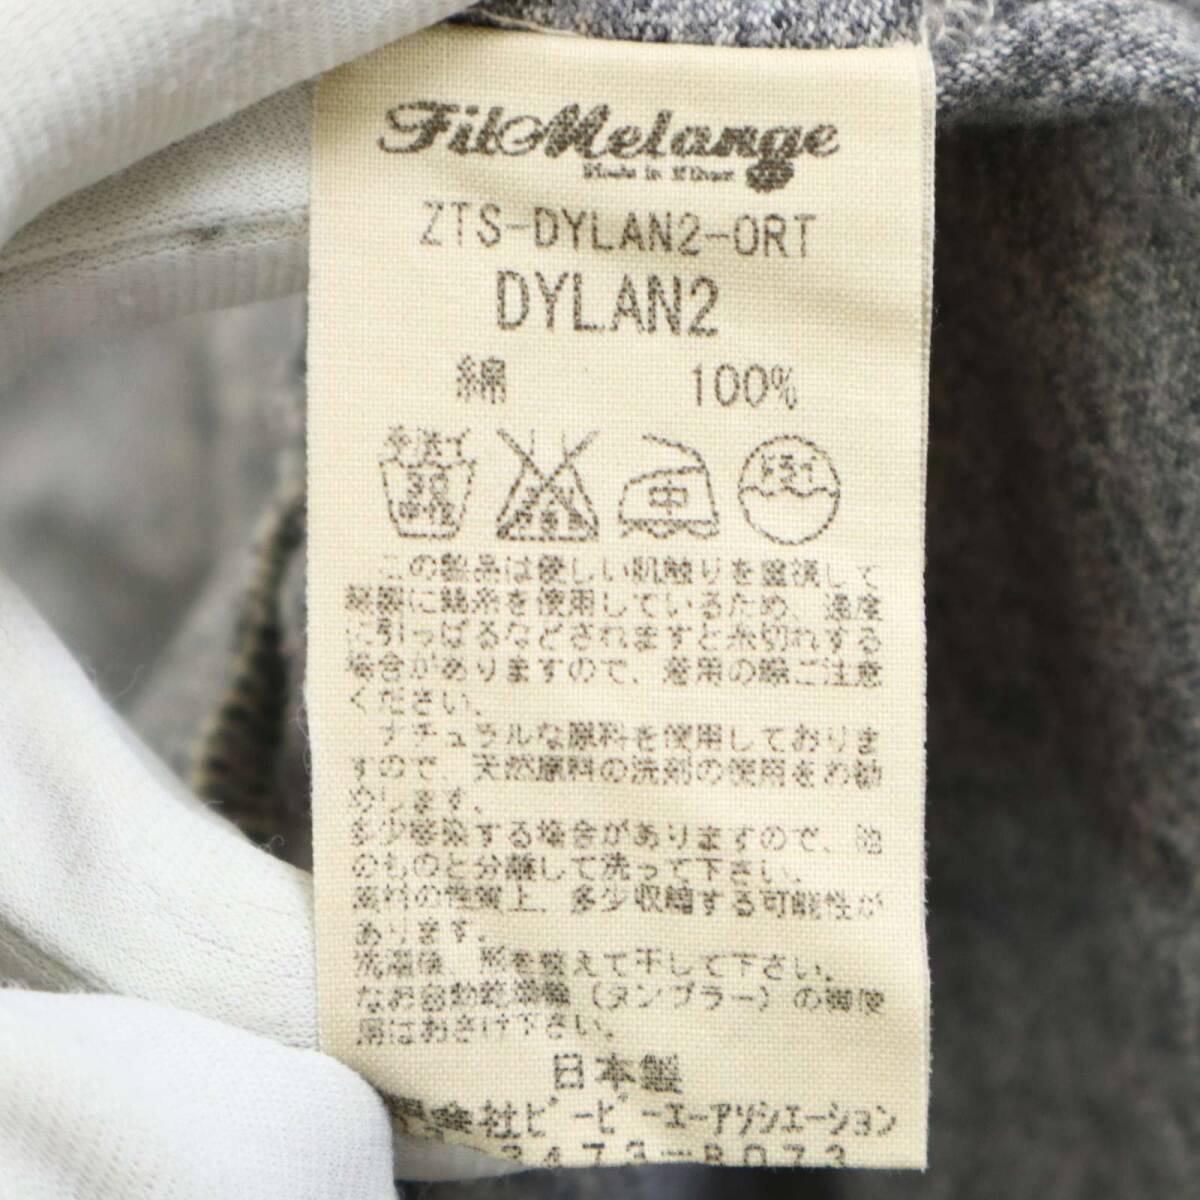 FilMelange
Made in
ZTS-DYLAN2-ORT
DYLAN2
綿 100%
30
中
この製品は優しい肌触りを重視して
に綿糸を使用しているため、過度
に引っぱるなどされますと糸切れする
場合がありますので、着用の際ご注意
ください。
ナチュラルな原料を使用しておりま
すので、天然原料の洗剤の使用をお勧
めします。
多少移染する場合がありますので、他
のものと分離して洗って下さい。
原料の性質上、多少収縮する可能性が
あります。
洗濯後、形を整えて干して下さい。
なお自動乾燥機（タンブラー）の御使
用はおさけ下さい。
日本製
会社ビーピーエーアソシエーション
3473-8073